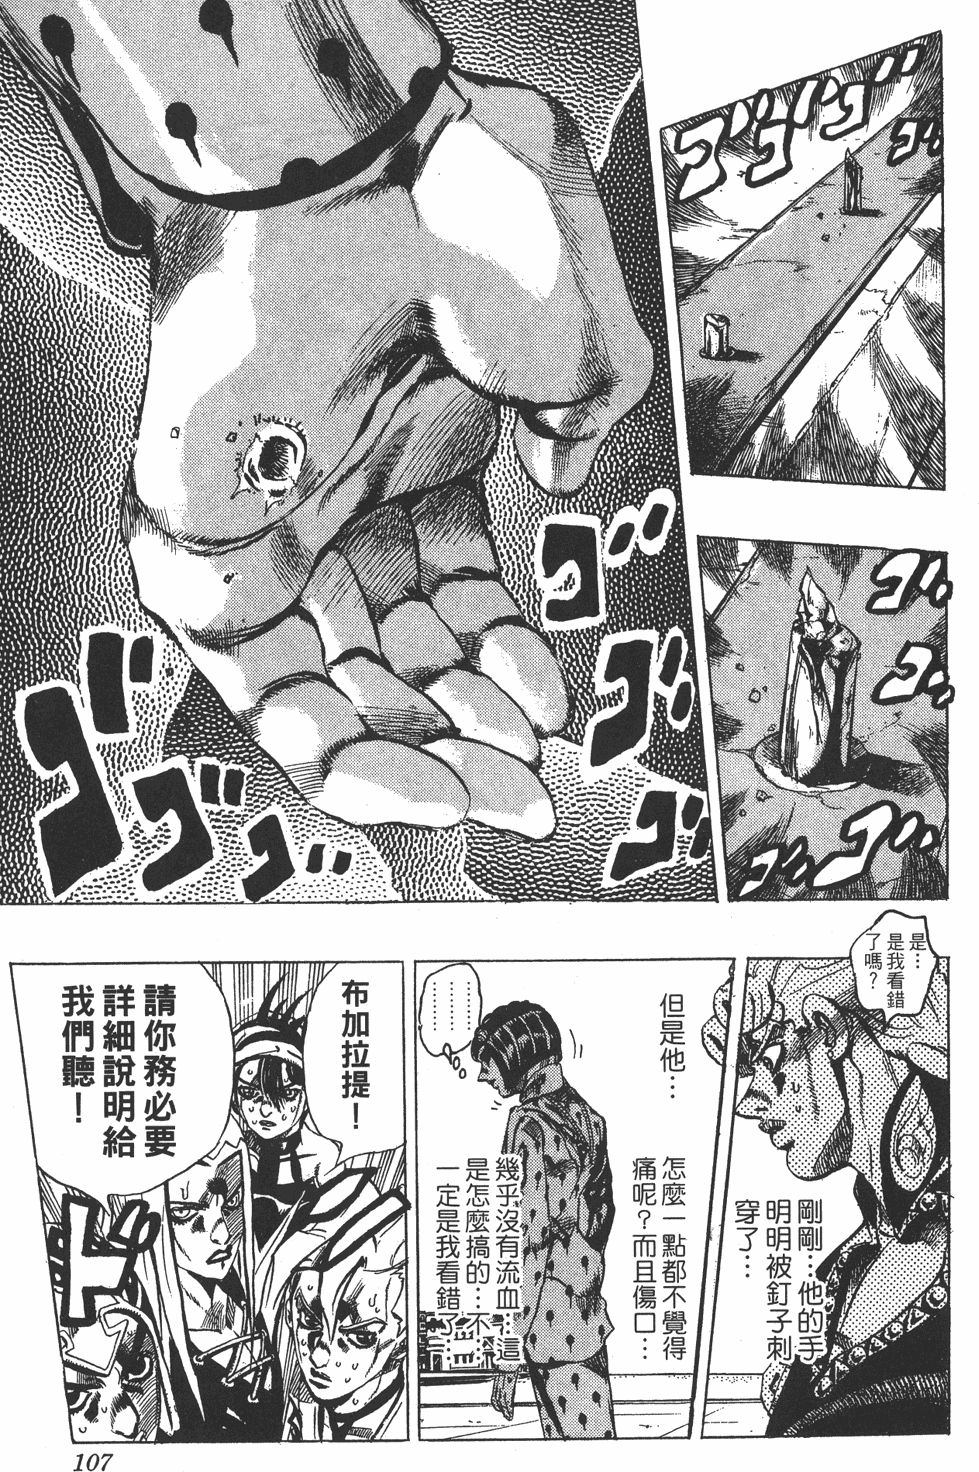 ゴゴゴゴ
ゴゴゴ
ゴゴゴ
ゴゴゴゴ
是…
是我看錯
了嗎？
剛剛…他的手
明明被釘子刺
穿了…
但是他…
怎麼一點都不覺得
痛呢？而且傷口…
幾乎沒有流血…這
是怎麼搞的…不…
一定是我看錯了…
…………
…………
布加拉提！
請你務必要
詳細說明給
我們聽！
ド
107